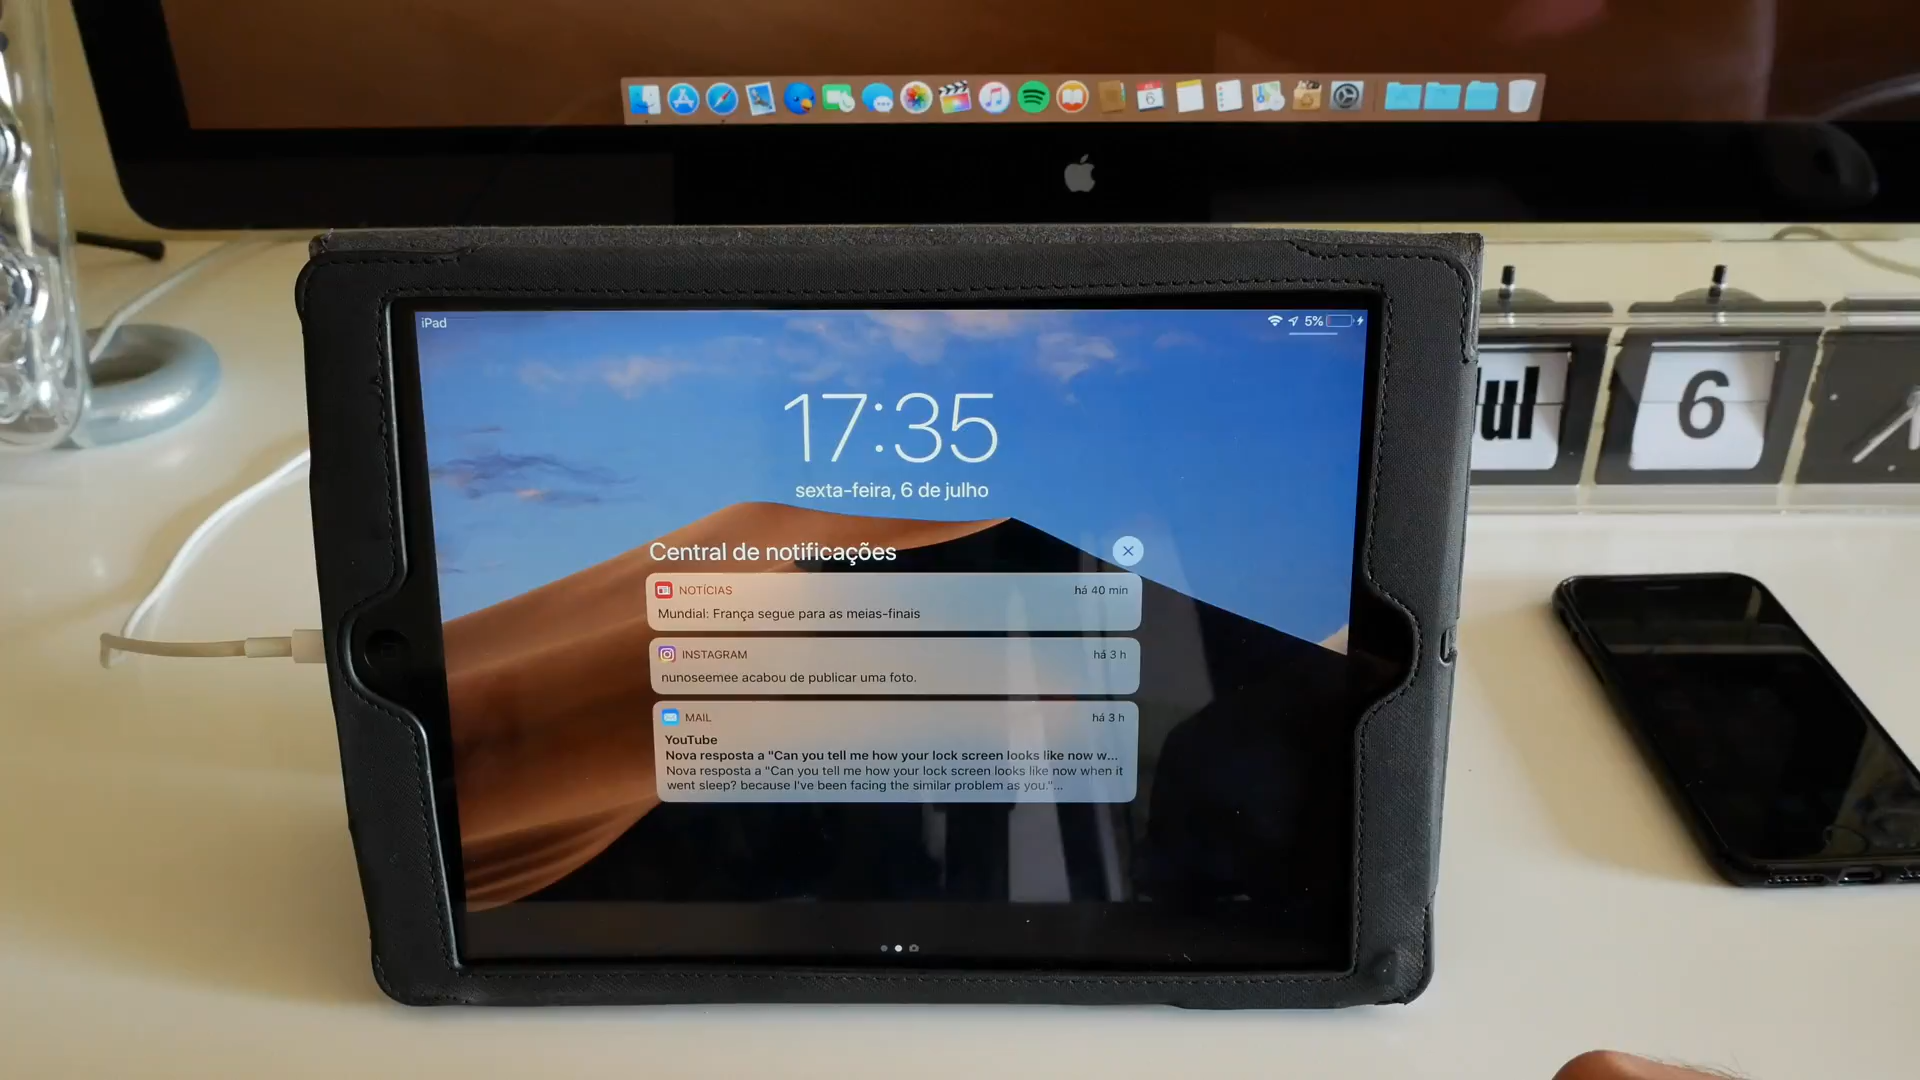 6
iPad
5%
17:35
sexta-feira, 6 de julho
Jul
6
Central de notificações
NOTÍCIAS
há 40 min
Mundial: França segue para as meias-finais
INSTAGRAM
há 3 h
nunoseemee acabou de publicar uma foto.
MAIL
há 3 h
YouTube
Nova resposta a "Can you tell me how your lock screen looks like now w...
Nova resposta a "Can you tell me how your lock screen looks like now when it
went sleep? because I've been facing the similar problem as you."...